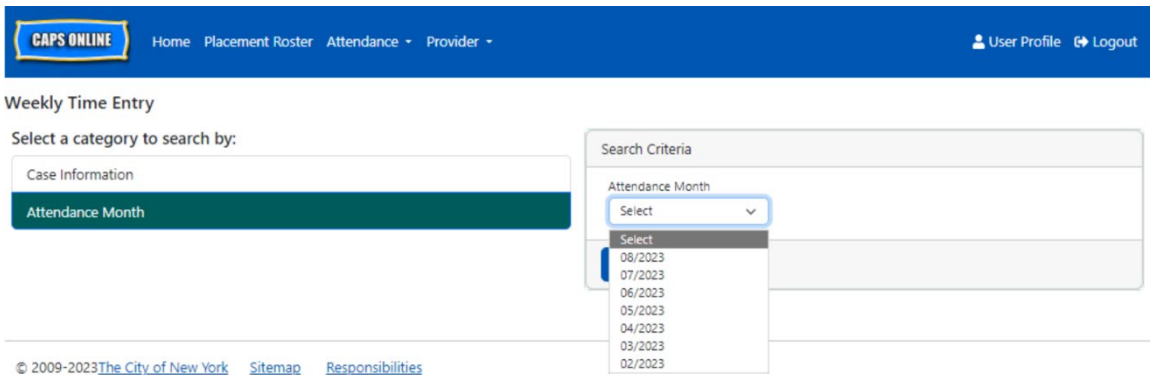 CAPS ONLINE Home Placement Roster Attendance Provider User Profile Logout
Weekly Time Entry
Select a category to search by:
Case Information
Attendance Month
Search Criteria
Attendance Month
Select
Select
08/2023
07/2023
06/2023
05/2023
04/2023
03/2023
02/2023
© 2009-2023The City of New York Sitemap Responsibilities